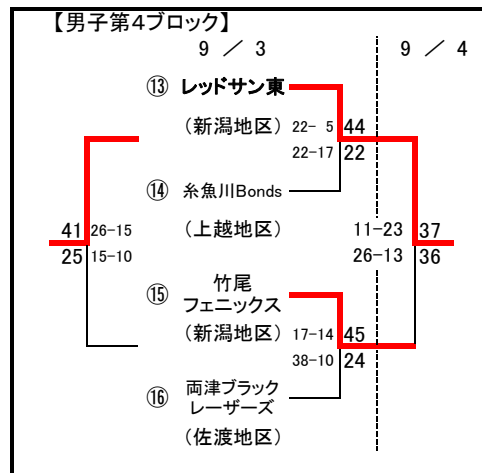 【男子第4ブロック】
9 ／ 3
9 ／ 4
⑬ レッドサン東
(新潟地区) 22- 5 44
22-17 22
⑭ 糸魚川Bonds
(上越地区)
41 26-15
25 15-10
11-23 37
26-13 36
⑮ 竹尾
フェニックス
(新潟地区) 17-14 45
38-10 24
⑯ 両津ブラック
レーザーズ
(佐渡地区)